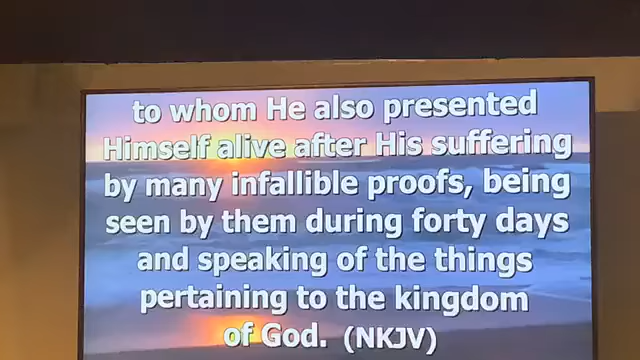 to whom He also presented
Himself alive after His suffering
by many infallible proofs, being
seen by them during forty days
and speaking of the things
pertaining to the kingdom
of God. (NKJV)